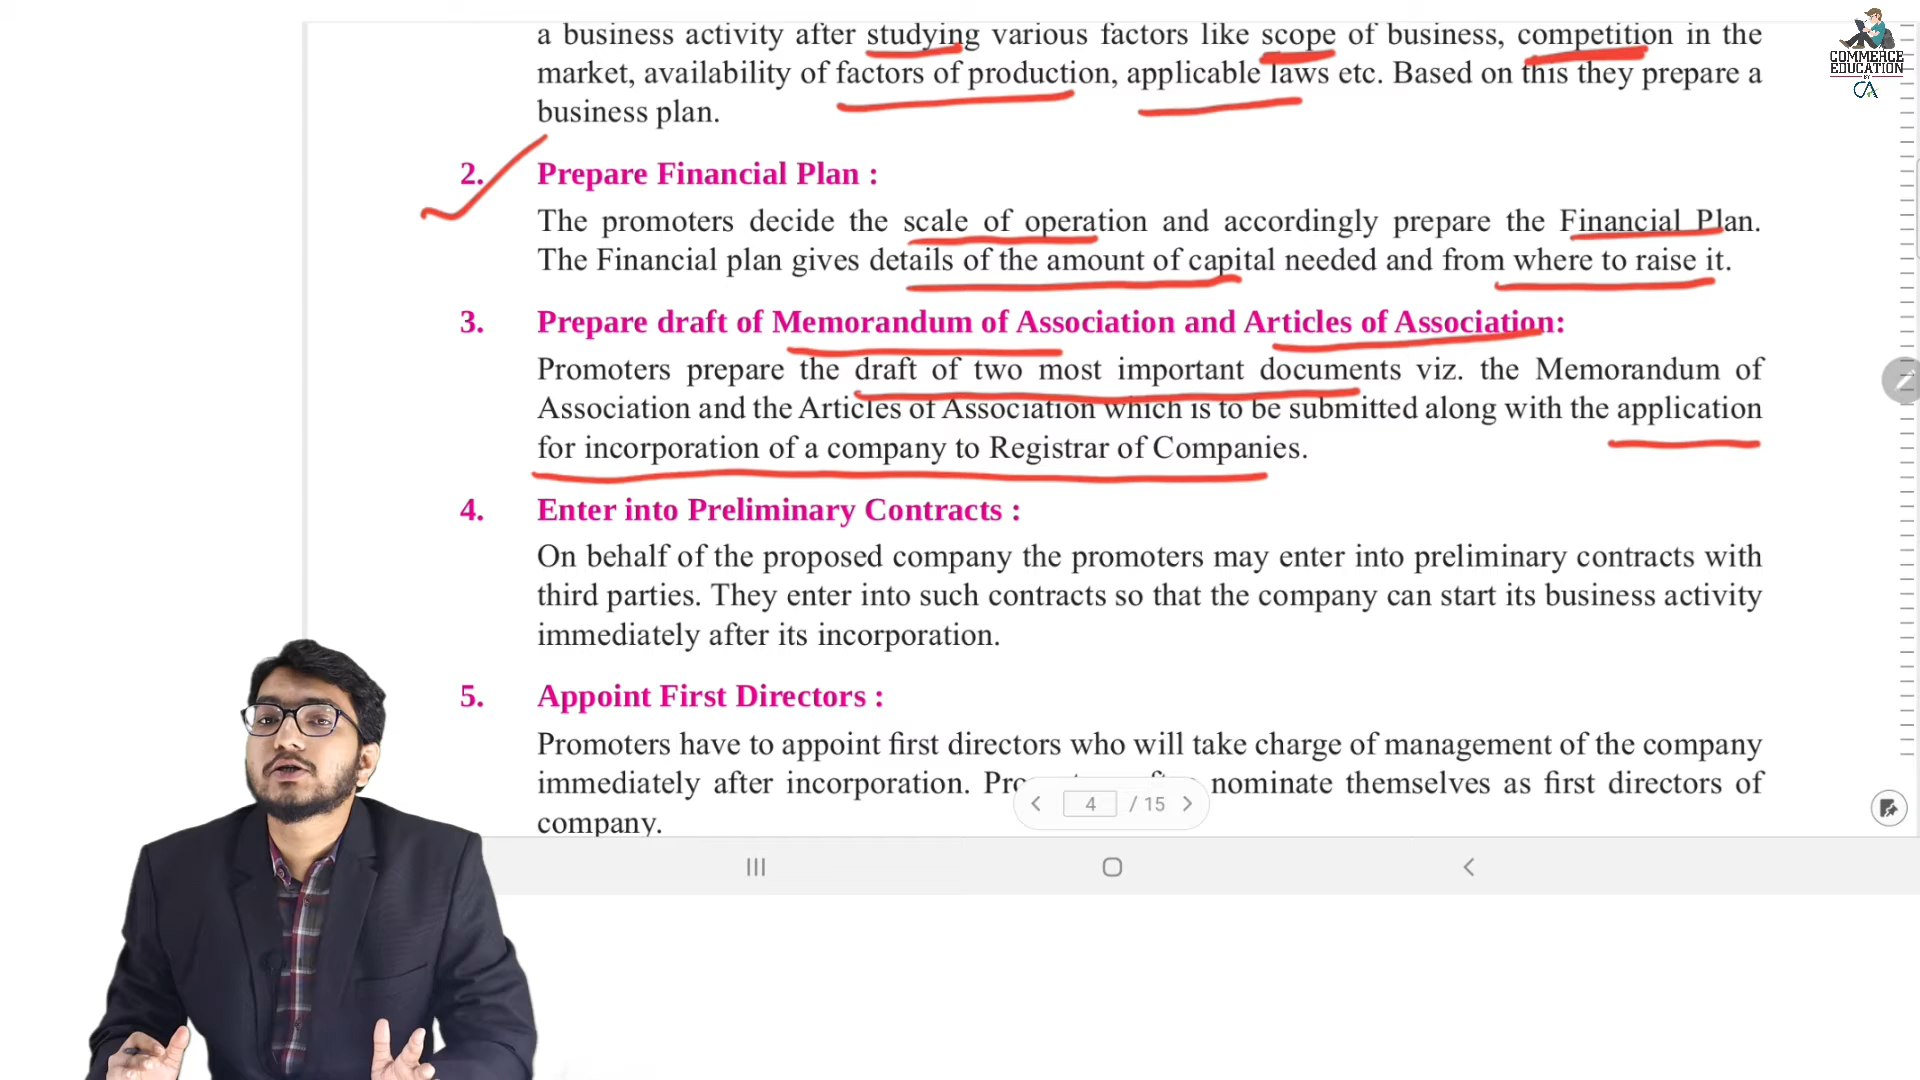 a business activity after studying various factors like scope of business, competition in the
market, availability of factors of production, applicable laws etc. Based on this they prepare a
business plan.
2. Prepare Financial Plan :
The promoters decide the scale of operation and accordingly prepare the Financial Plan.
The Financial plan gives details of the amount of capital needed and from where to raise it.
3. Prepare draft of Memorandum of Association and Articles of Association:
Promoters prepare the draft of two most important documents viz. the Memorandum of
Association and the Articles of Association which is to be submitted along with the application
for incorporation of a company to Registrar of Companies.
4. Enter into Preliminary Contracts :
On behalf of the proposed company the promoters may enter into preliminary contracts with
third parties. They enter into such contracts so that the company can start its business activity
immediately after its incorporation.
5. Appoint First Directors :
Promoters have to appoint first directors who will take charge of management of the company
immediately after incorporation. nominate themselves as first directors of
company.
4 / 15
COMMERCE
EDUCATION
BY
CA